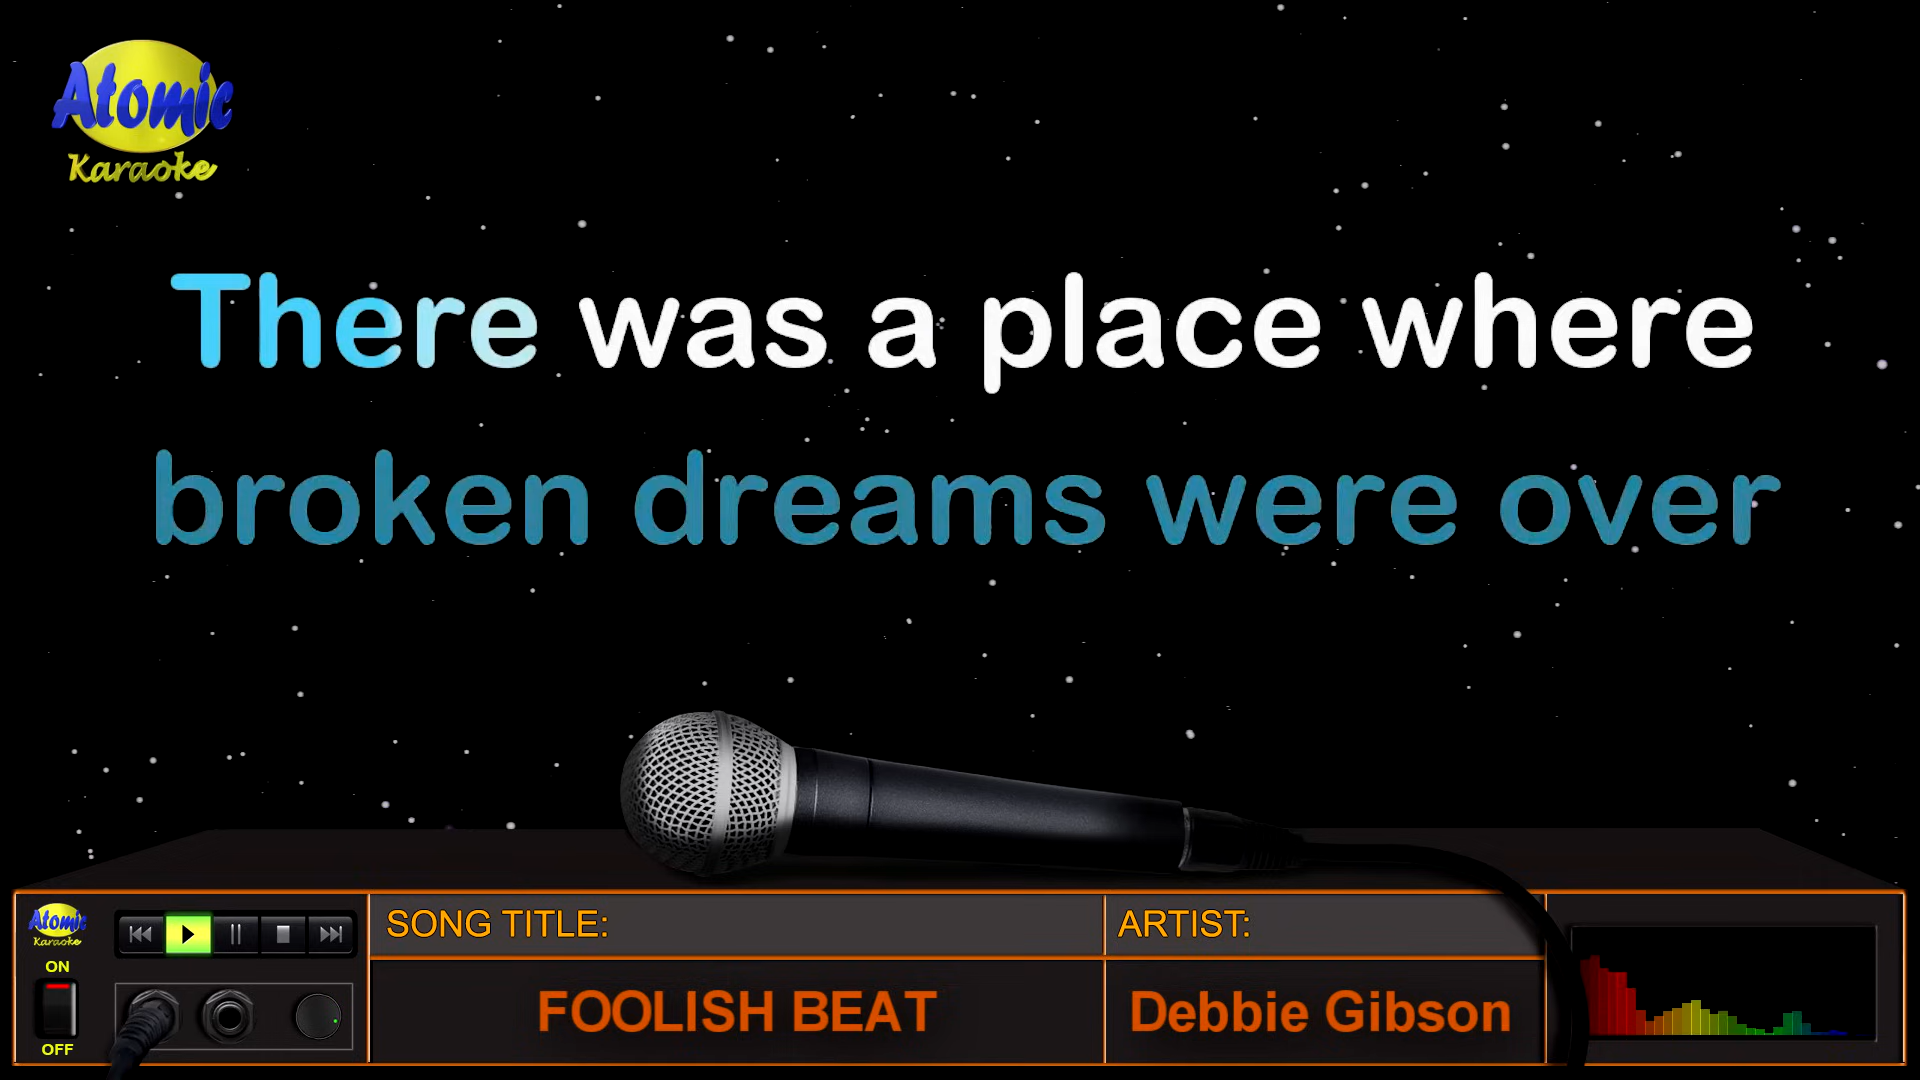 Atomic
Karaoke
There was a place where
broken dreams were over
Atomic
Karaoke
ON
OFF
SONG TITLE:
FOOLISH BEAT
ARTIST:
Debbie Gibson